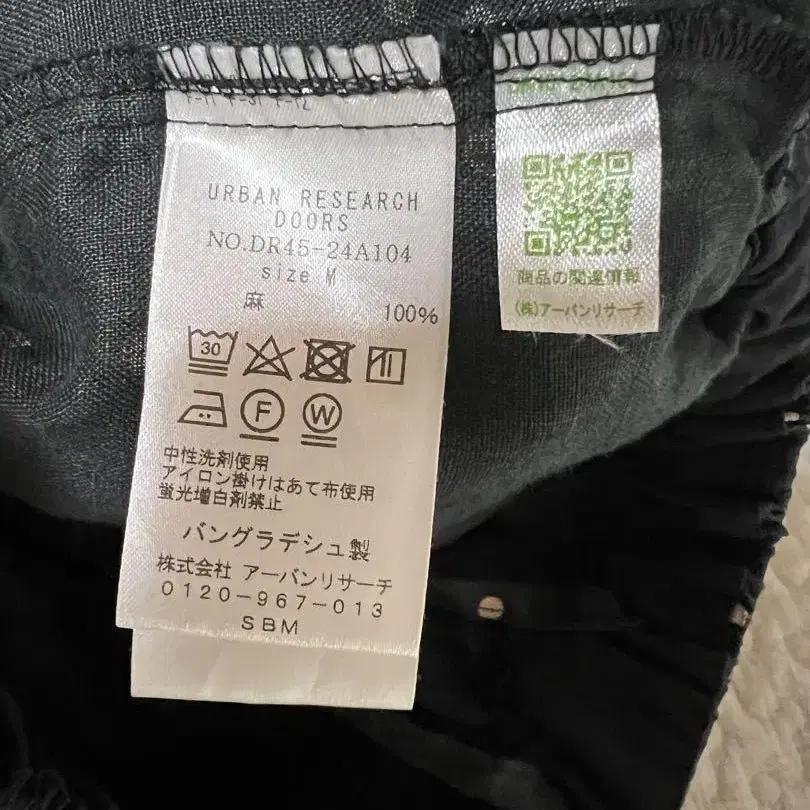 URBAN RESEARCH
DOORS
NO.DR45-24A104
size M
麻 100%
30
F W
中性洗剤使用
アイロン掛けはあて布使用
蛍光増白剤禁止
バングラデシュ製
株式会社 アーバンリサーチ
0120-967-013
SBM
商品の関連情報
(株)アーバンリサーチ